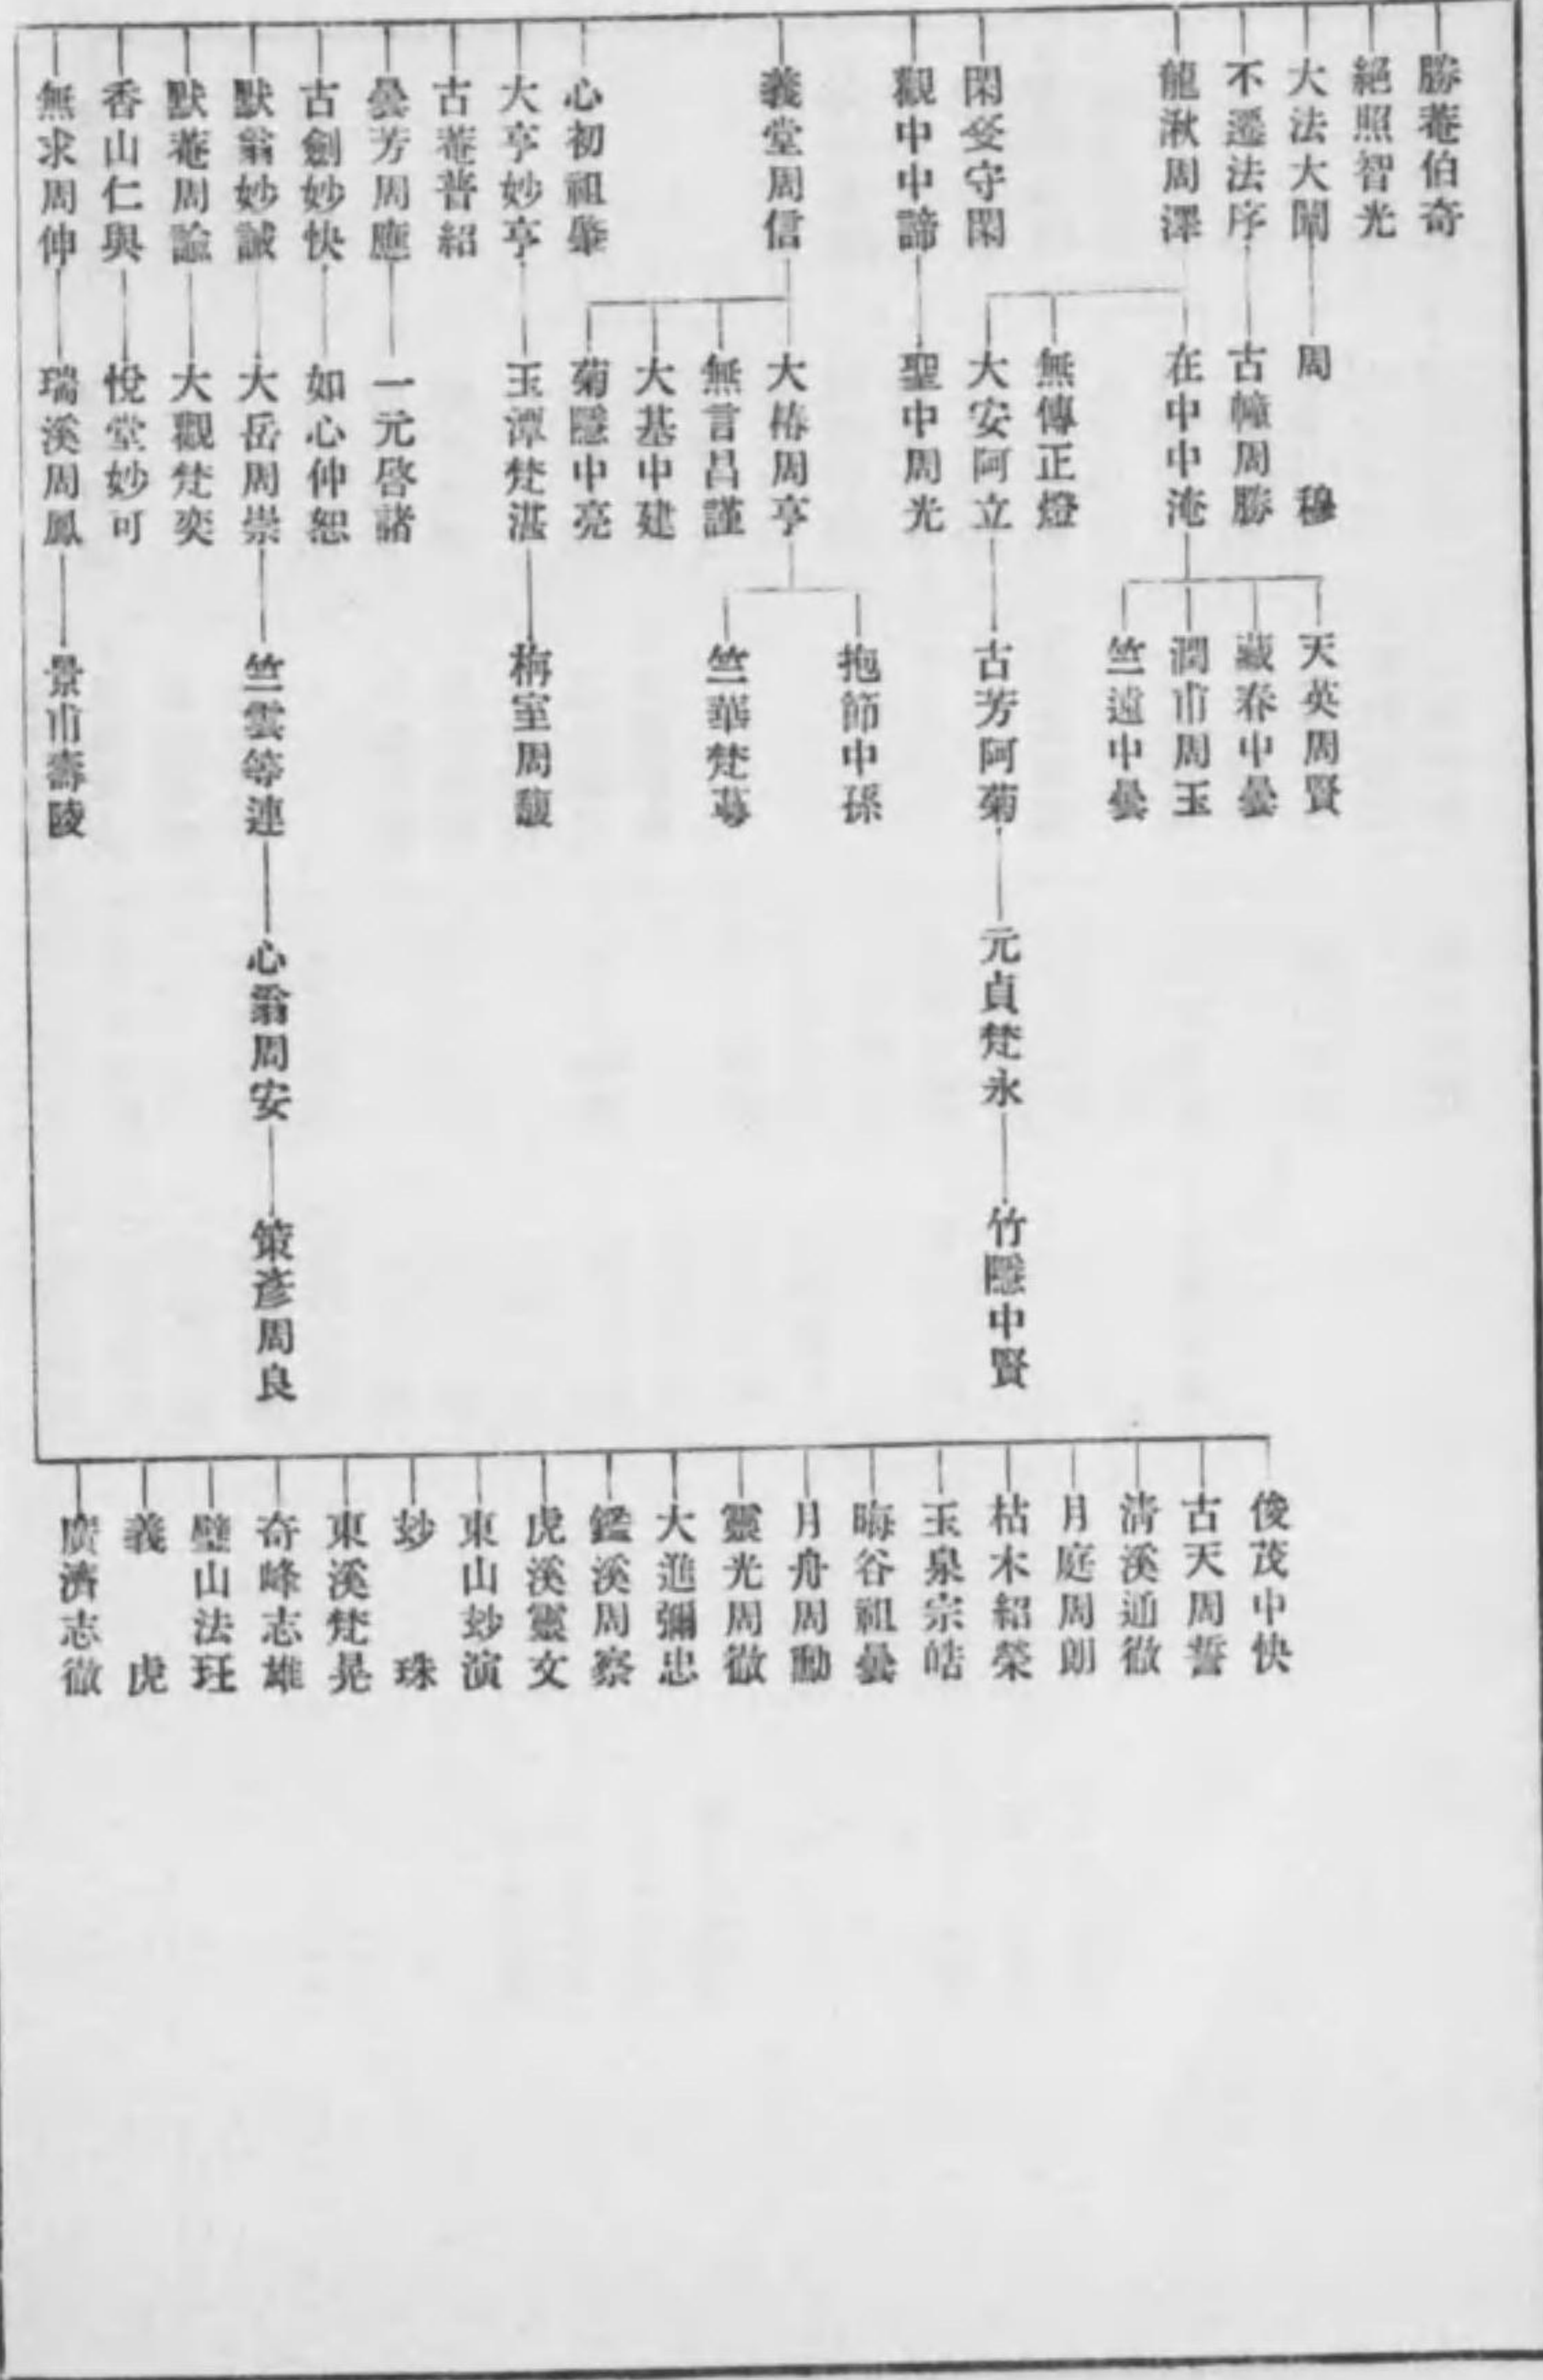 勝菴伯奇
絕照智光
大法大闡
周穆
不遷法序
古幢周勝
龍湫周澤
在中中淹
天英周賢
藏春中曇
潤甫周玉
竺遠中曇
無傳正燈
大安阿立
古芳阿菊
元貞梵永
竹隱中賢
閑叟守閑
觀中中諦
聖中周光
義堂周信
大椿周亨
抱節中孫
竺華梵蕚
無言昌謹
大基中建
菊隱中亮
心初祖肇
大亨妙亨
玉潭梵湛
梅室周馥
古菴普紹
曇芳周應
一元啓諸
古劍妙快
如心仲恕
默翁妙誡
大岳周崇
竺雲等連
心翁周安
策彥周良
默菴周諭
大觀梵奕
香山仁與
悅堂妙可
無求周伸
瑞溪周鳳
景甫壽陵
俊茂中快
古天周誓
清溪通徹
月庭周朗
枯木紹榮
玉泉宗皓
晦谷祖曇
月舟周勳
靈光周徹
大進彌忠
鑑溪周察
虎溪靈文
東山玅演
玅珠
東溪梵晃
奇峰志雄
璧山法玨
義虎
廣濟志徹